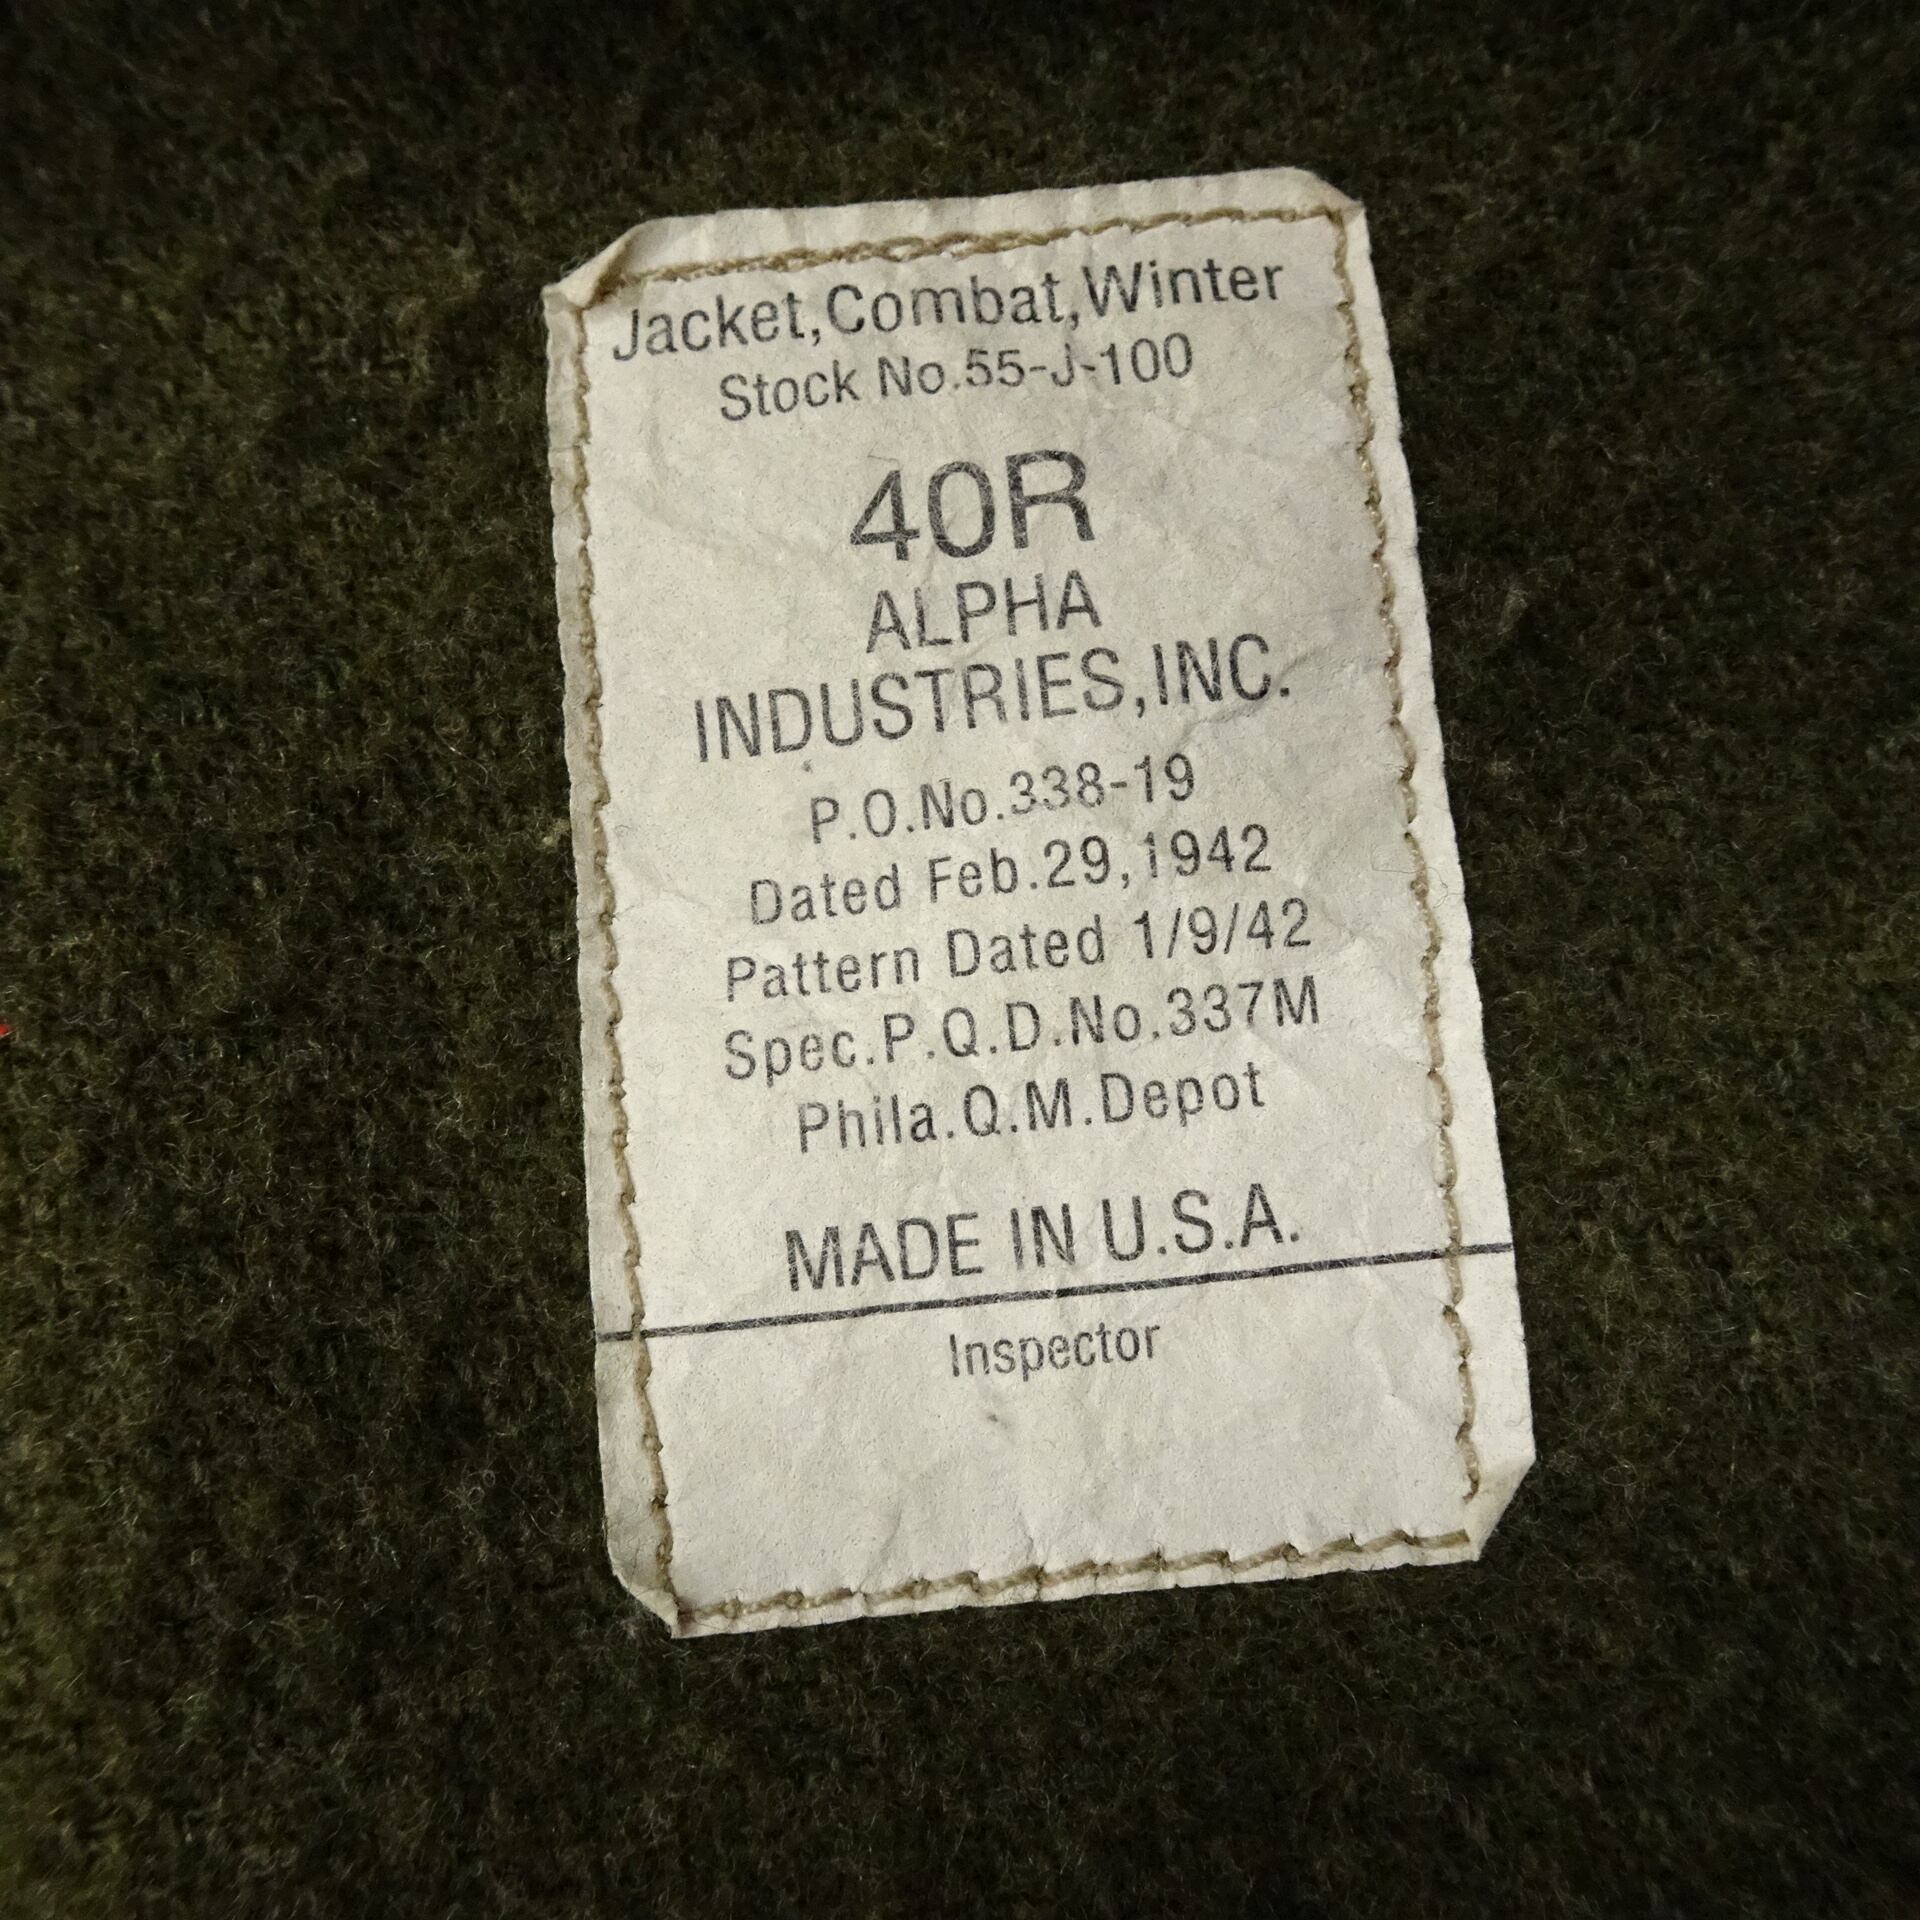 Jacket,Combat,Winter
Stock No.55-J-100
40R
ALPHA
INDUSTRIES,INC.
P.O.No.338-19
Dated Feb.29,1942
Pattern Dated 1/9/42
Spec.P.Q.D.No.337M
Phila.Q.M.Depot
MADE IN U.S.A.
Inspector